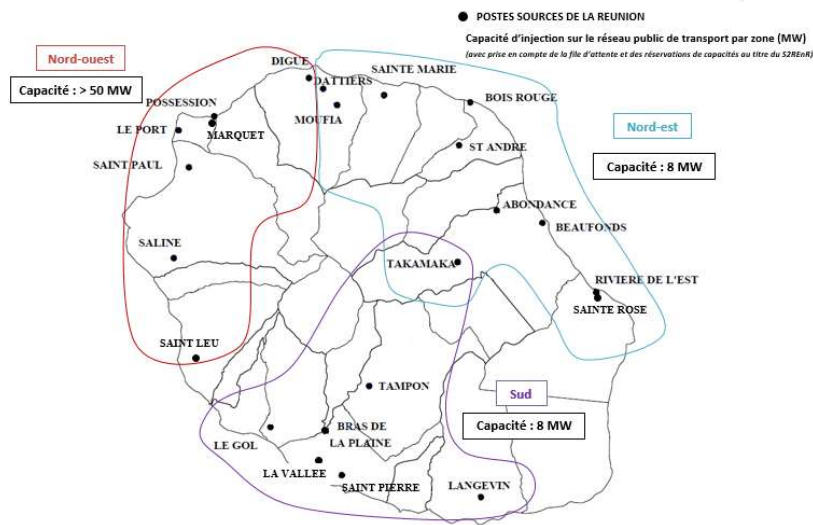 POSTES SOURCES DE LA REUNION
Capacité d'injection sur le réseau public de transport par zone (MW)
(avec prise en compte de la file d'attente et des réservations de capacités au titre du S2REnR)
Nord-ouest
Capacité : > 50 MW
DIGUE
DATTIERS
SAINTE MARIE
MOUFIA
BOIS ROUGE
POSSESSION
LE PORT
MARQUET
Nord-est
Capacité : 8 MW
ST ANDRE
SAINT PAUL
ABONDANCE
BEAUFONDS
SALINE
TAKAMAKA
RIVIERE DE L'EST
SAINTE ROSE
SAINT LEU
TAMPON
Sud
Capacité : 8 MW
BRAS DE
LA PLAINE
LE GOL
LA VALLEE
SAINT PIERRE
LANGEVIN